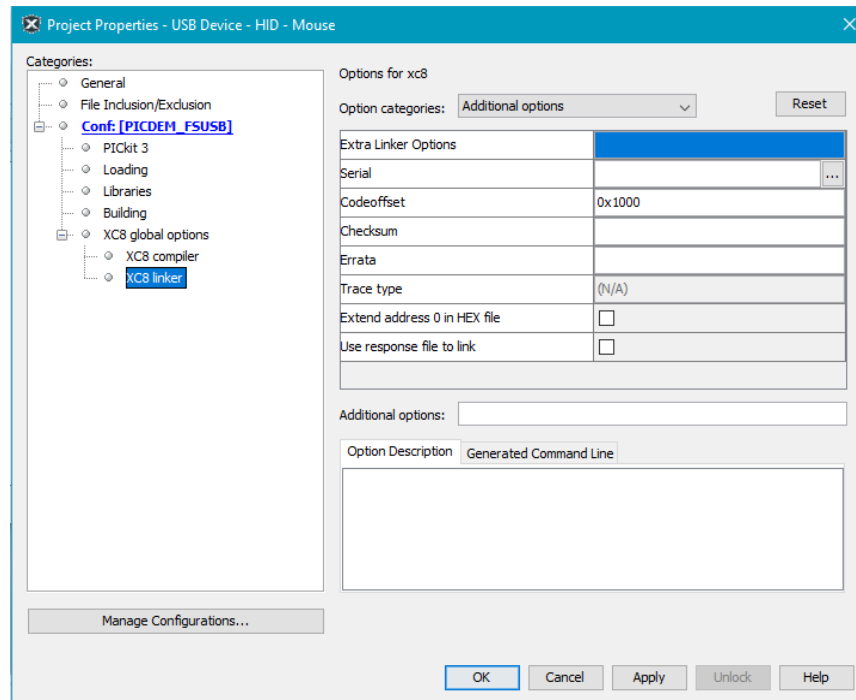 Project Properties - USB Device - HID - Mouse
Categories:
General
File Inclusion/Exclusion
Conf: [PICDEM_FSUSB]
PICkit 3
Loading
Libraries
Building
XC8 global options
XC8 compiler
XC8 linker
Manage Configurations...
Options for xc8
Option categories: Additional options Reset
Extra Linker Options
Serial ...
Codeoffset 0x1000
Checksum
Errata
Trace type (N/A)
Extend address 0 in HEX file
Use response file to link
Additional options:
Option Description Generated Command Line
OK Cancel Apply Unlock Help